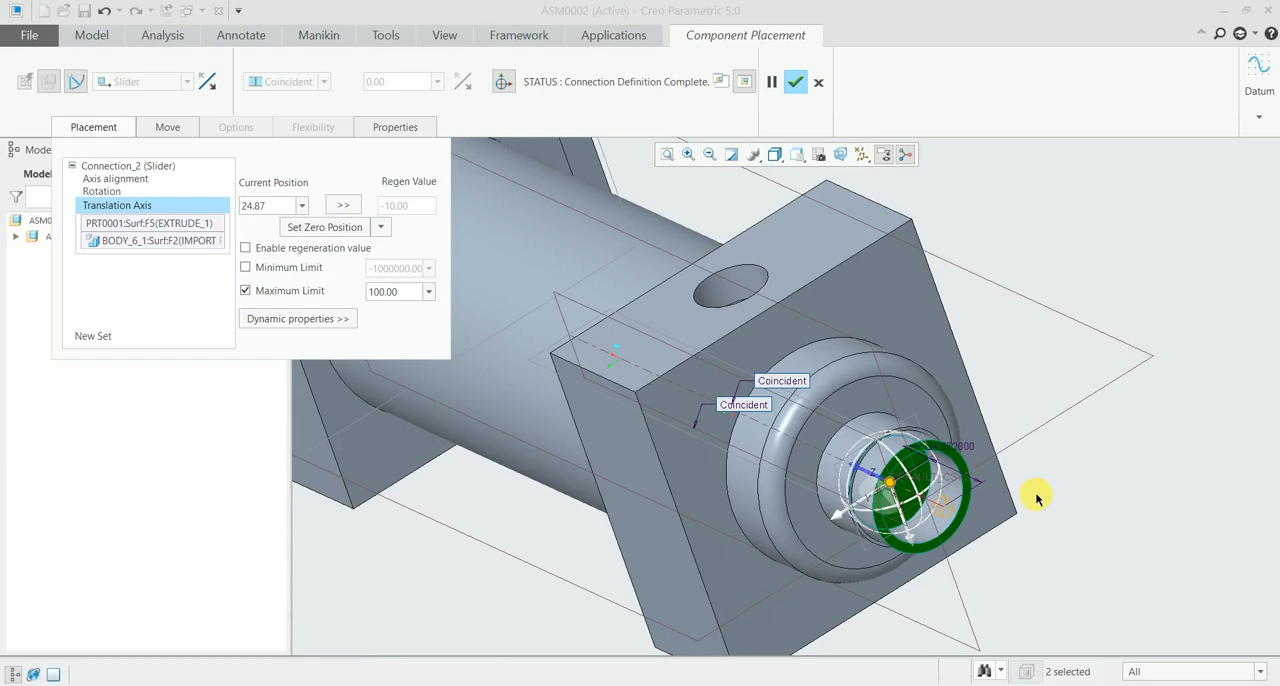 ASM0002 (Active) - Creo Parametric 5.0
File Model Analysis Annotate Manikin Tools View Framework Applications Component Placement
Slider Coincident 0.00 STATUS : Connection Definition Complete.
Datum
Placement Move Options Flexibility Properties
Mode
Connection_2 (Slider)
Axis alignment
Rotation
Translation Axis
PRT0001:Surf:F5(EXTRUDE_1)
BODY_6_1:Surf:F2(IMPORT F
New Set
Current Position Regen Value
24.87 >> -10.00
Set Zero Position
Enable regeneration value
Minimum Limit -1000000.00
Maximum Limit 100.00
Dynamic properties >>
Model
ASM0
A
Coincident
Coincident
Z
2 selected All